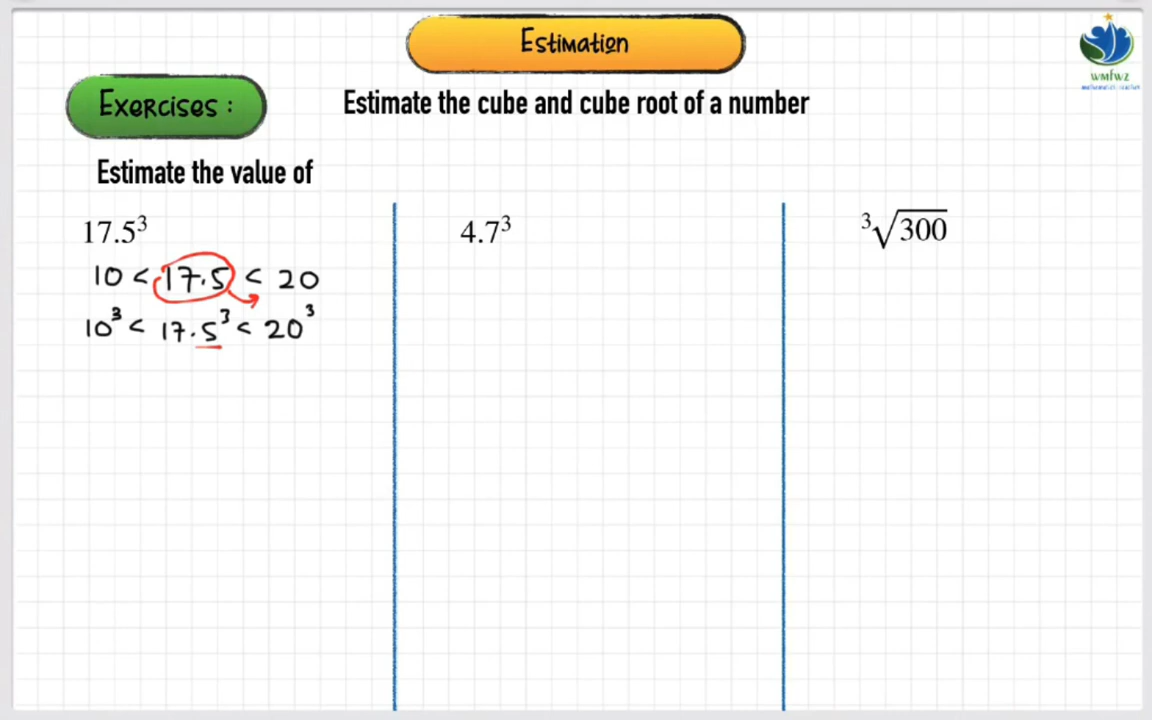 Estimation
WMFWZ
Exercises :
Estimate the cube and cube root of a number
Estimate the value of
17.5³
10 < 17.5 < 20
10³ < 17.5³ < 20³
4.7³
³√300